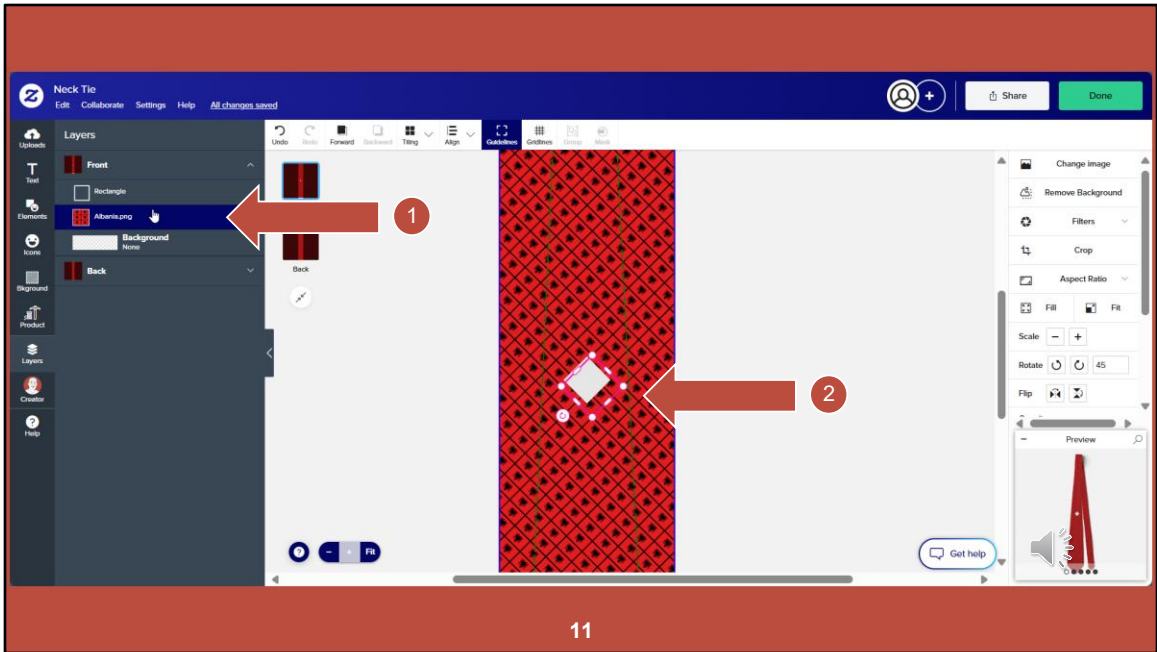 Z
Neck Tie
Edit Collaborate Settings Help All changes saved
+
Share
Done
Uploads
Text
Elements
Icons
Bkground
Product
Layers
Creator
Help
Layers
Front
Rectangle
Albania.png
Background
None
Back
Undo Redo Forward Backward Tiling Align Guidelines Gridlines Group Mask
Back
1
2
? - + Fit
Get help
Change image
Remove Background
Filters
Crop
Aspect Ratio
Fill Fit
Scale - +
Rotate 45
Flip
- Preview
11